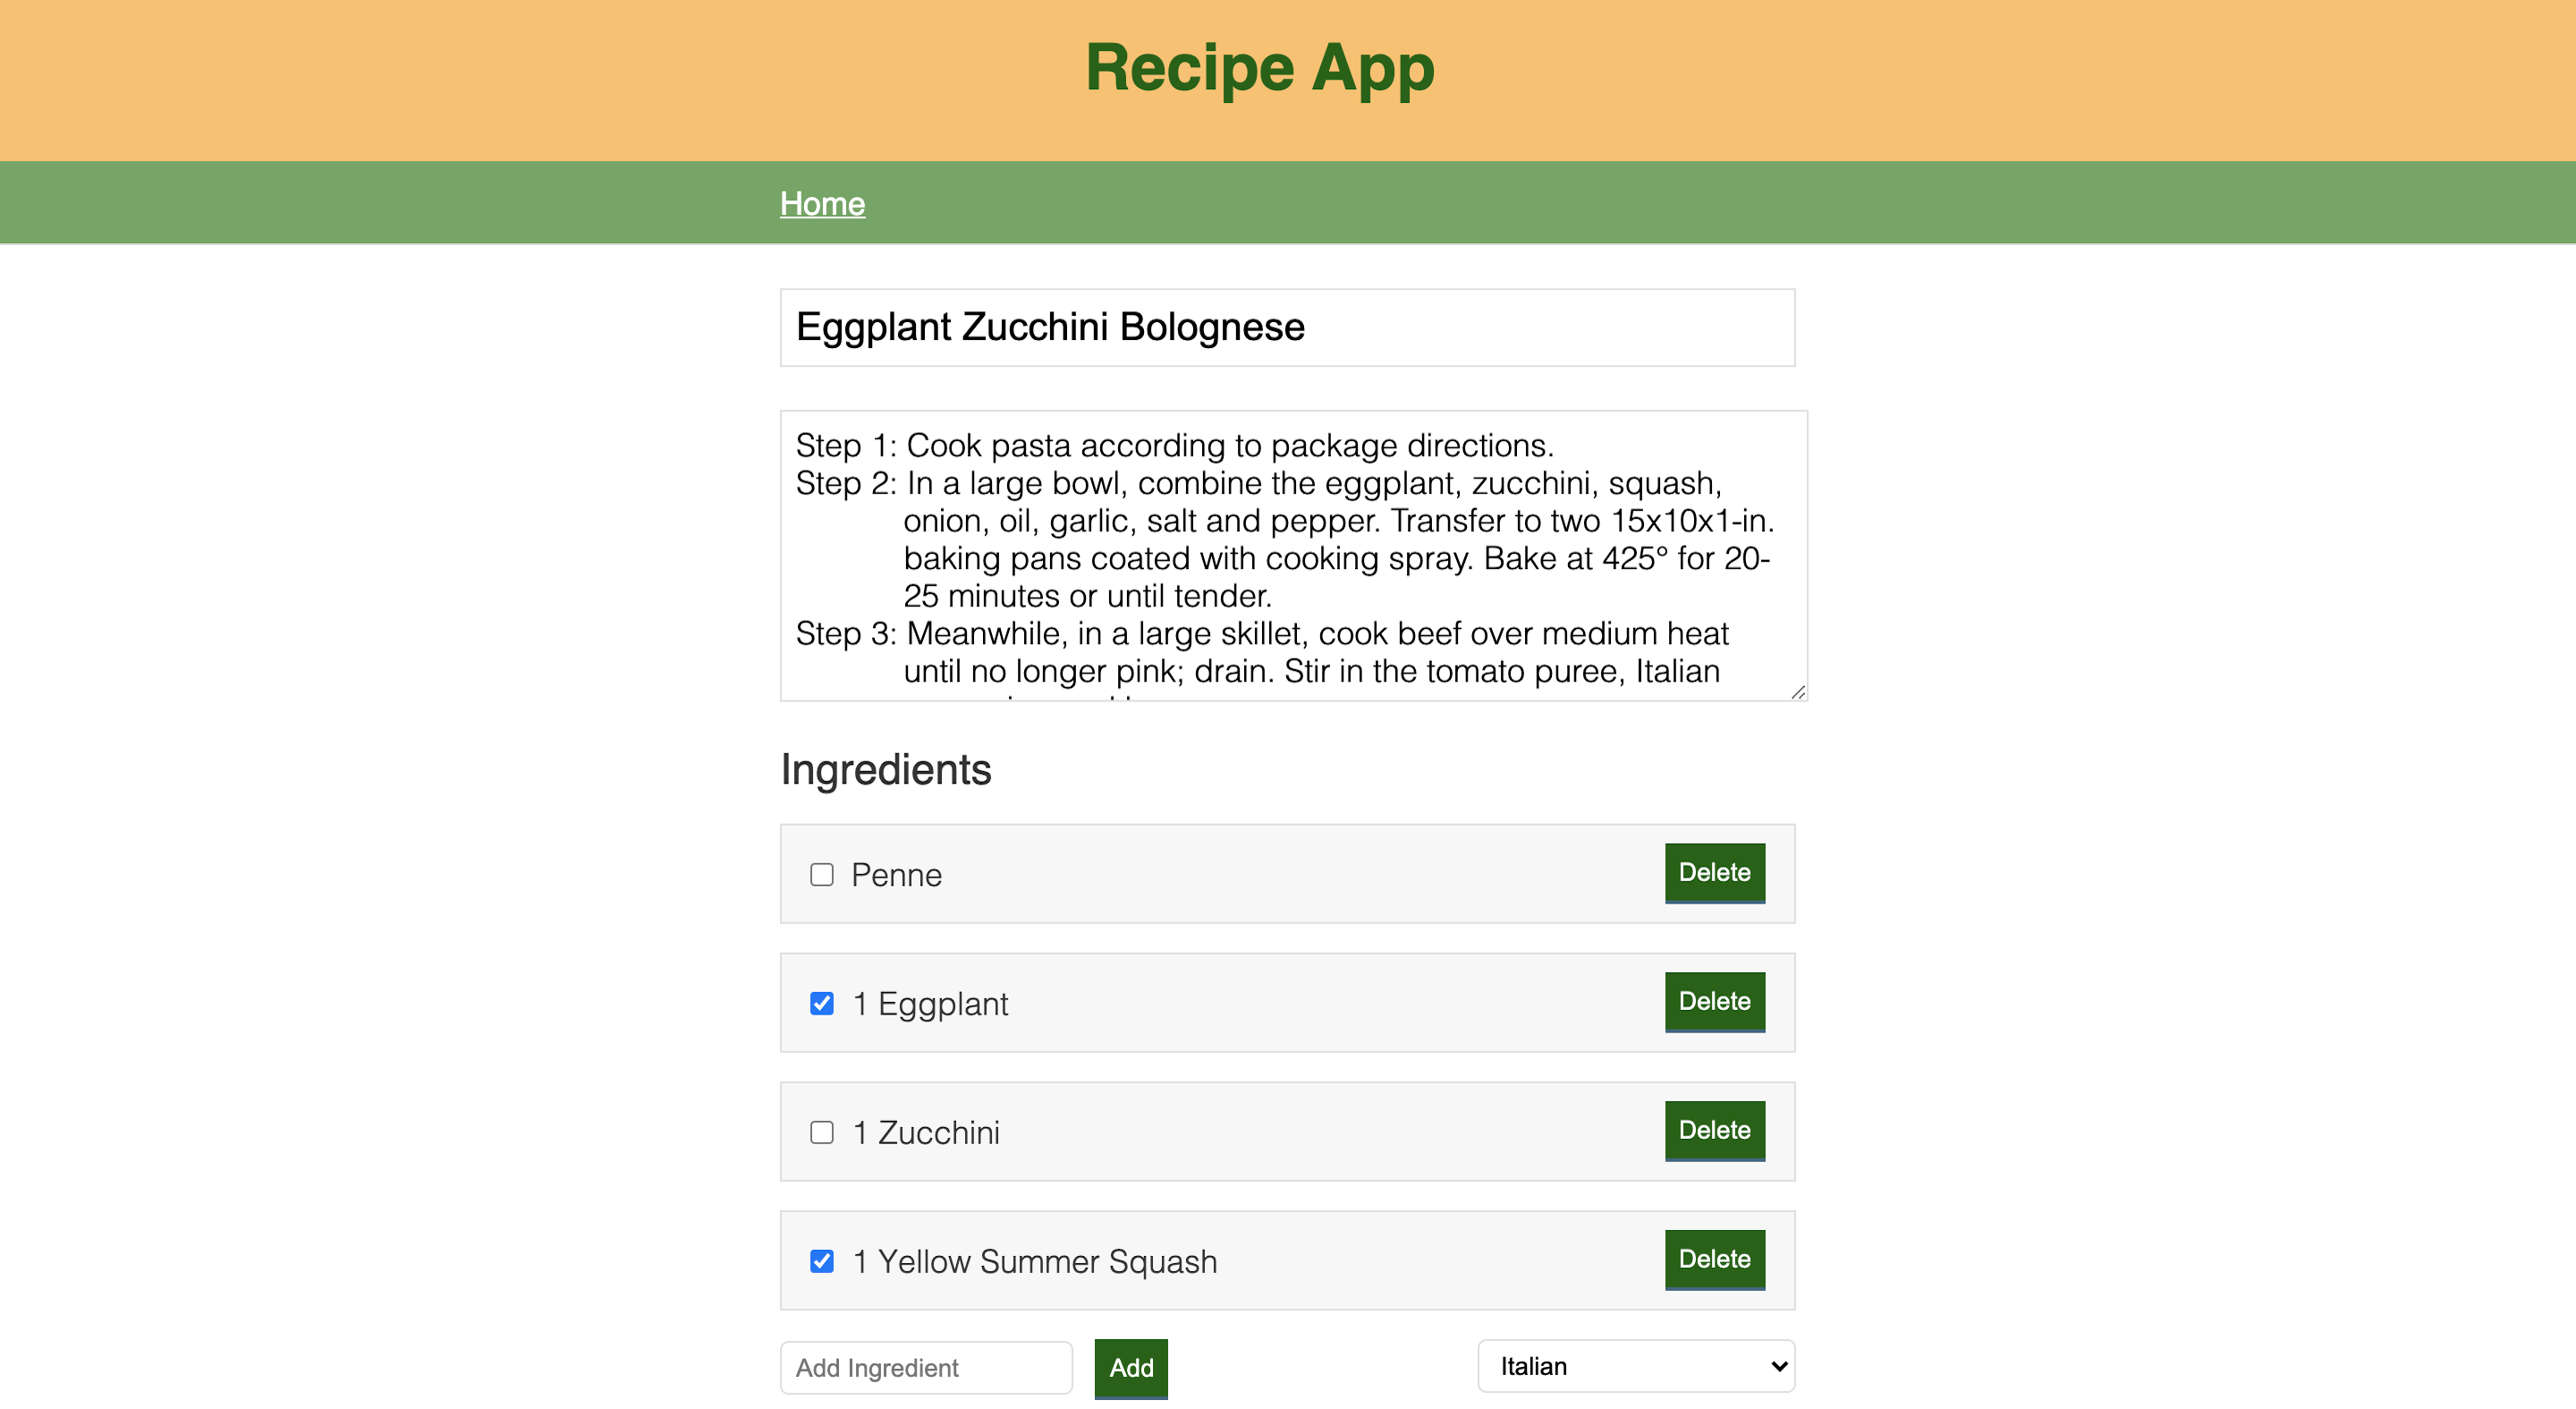 Recipe App
Home
Eggplant Zucchini Bolognese
Step 1: Cook pasta according to package directions.
Step 2: In a large bowl, combine the eggplant, zucchini, squash,
onion, oil, garlic, salt and pepper. Transfer to two 15x10x1-in.
baking pans coated with cooking spray. Bake at 425° for 20-
25 minutes or until tender.
Step 3: Meanwhile, in a large skillet, cook beef over medium heat
until no longer pink; drain. Stir in the tomato puree, Italian
Ingredients
Penne Delete
1 Eggplant Delete
1 Zucchini Delete
1 Yellow Summer Squash Delete
Add Ingredient Add Italian